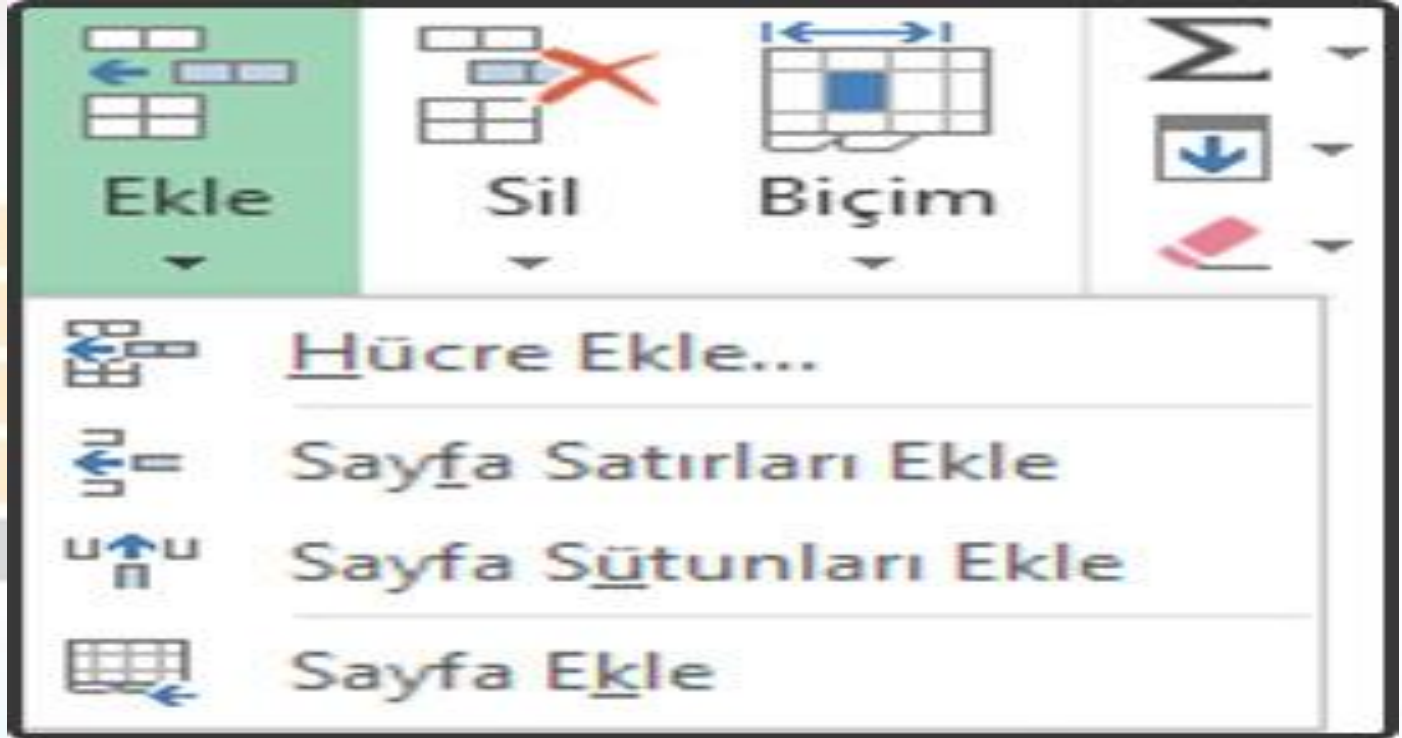 Ekle Sil Biçim
Hücre Ekle...
Sayfa Satırları Ekle
Sayfa Sütunları Ekle
Sayfa Ekle